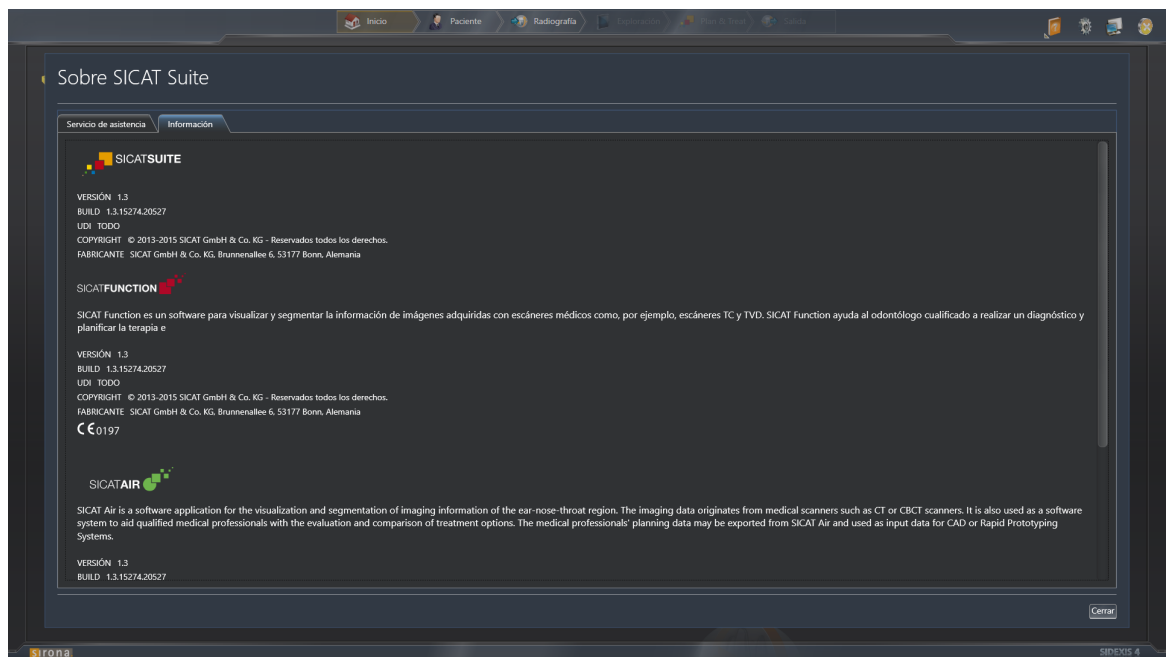 Inicio
Paciente
Radiografía
Exploración
Plan & Treat
Salida
Sobre SICAT Suite
Servicio de asistencia
Información
SICATSUITE
VERSIÓN 1.3
BUILD 1.3.15274.20527
UDI TODO
COPYRIGHT © 2013-2015 SICAT GmbH & Co. KG - Reservados todos los derechos.
FABRICANTE SICAT GmbH & Co. KG, Brunnenallee 6, 53177 Bonn, Alemania
SICATFUNCTION
SICAT Function es un software para visualizar y segmentar la información de imágenes adquiridas con escáneres médicos como, por ejemplo, escáneres TC y TVD. SICAT Function ayuda al odontólogo cualificado a realizar un diagnóstico y
planificar la terapia e
VERSIÓN 1.3
BUILD 1.3.15274.20527
UDI TODO
COPYRIGHT © 2013-2015 SICAT GmbH & Co. KG - Reservados todos los derechos.
FABRICANTE SICAT GmbH & Co. KG, Brunnenallee 6, 53177 Bonn, Alemania
CE0197
SICATAIR
SICAT Air is a software application for the visualization and segmentation of imaging information of the ear-nose-throat region. The imaging data originates from medical scanners such as CT or CBCT scanners. It is also used as a software
system to aid qualified medical professionals with the evaluation and comparison of treatment options. The medical professionals' planning data may be exported from SICAT Air and used as input data for CAD or Rapid Prototyping
Systems.
VERSIÓN 1.3
BUILD 1.3.15274.20527
Cerrar
sirona
SIDEXIS 4